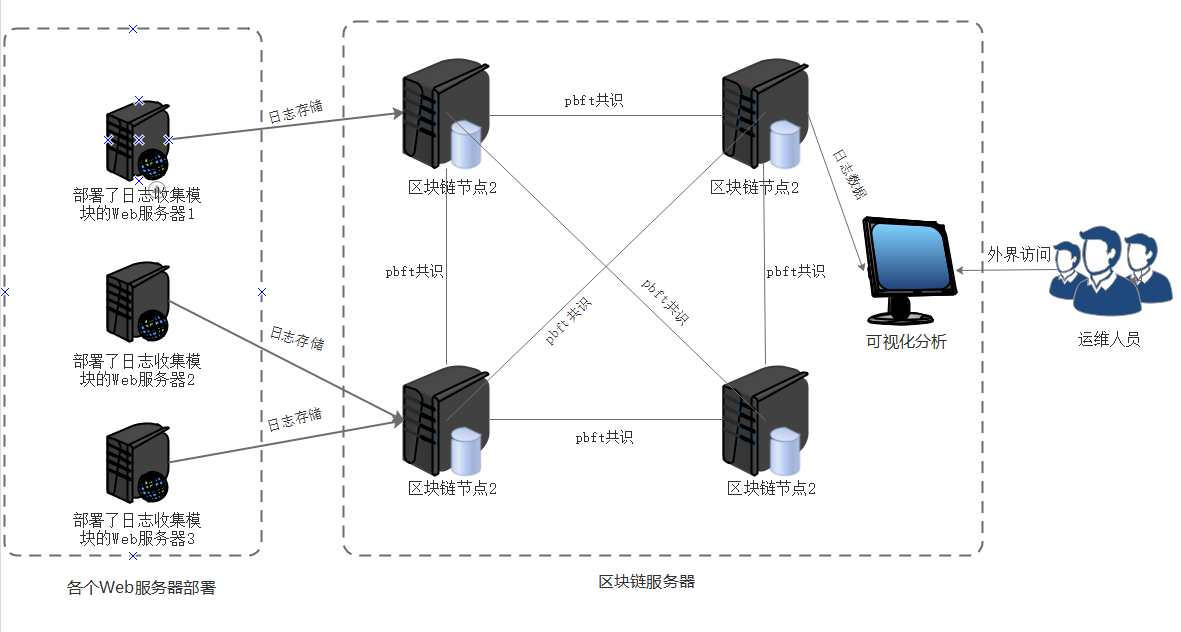 日志存储
部署了日志收集模
块的Web服务器1
部署了日志收集模
块的Web服务器2
日志存储
日志存储
部署了日志收集模
块的Web服务器3
各个Web服务器部署
pbft共识
区块链节点2
区块链节点2
日志数据
pbft共识
pbft共识
pbft共识
pbft共识
pbft共识
区块链节点2
区块链节点2
区块链服务器
可视化分析
外界访问
运维人员